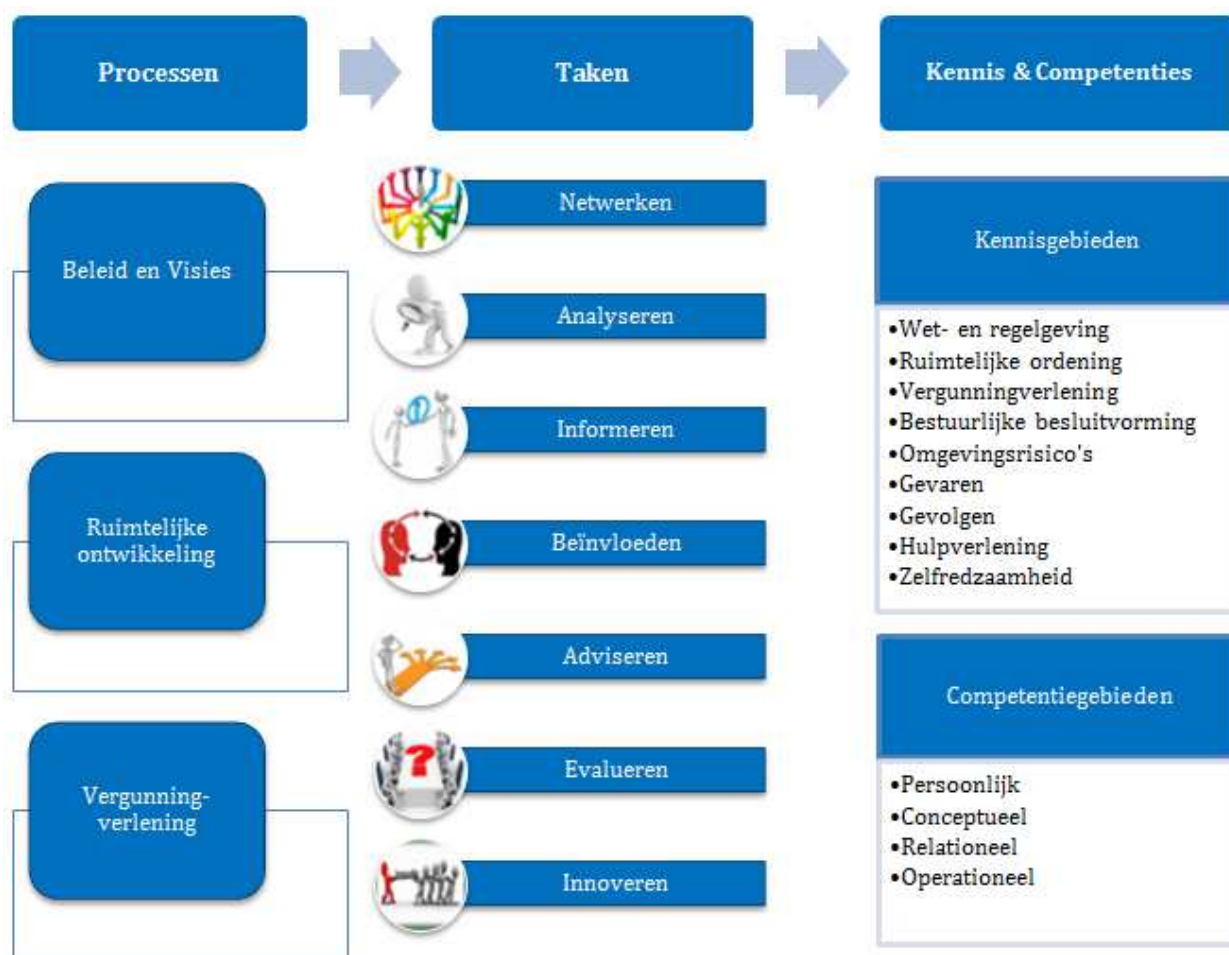 Processen
Taken
Kennis & Competenties
Beleid en Visies
Ruimtelijke
ontwikkeling
Vergunning-
verlening
Netwerken
Analyseren
Informeren
Beïnvloeden
Adviseren
Evalueren
Innoveren
Kennisgebieden
•Wet- en regelgeving
•Ruimtelijke ordening
•Vergunningverlening
•Bestuurlijke besluitvorming
•Omgevingsrisico's
•Gevaren
•Gevolgen
•Hulpverlening
•Zelfredzaamheid
Competentiegebieden
•Persoonlijk
•Conceptueel
•Relationeel
•Operationeel